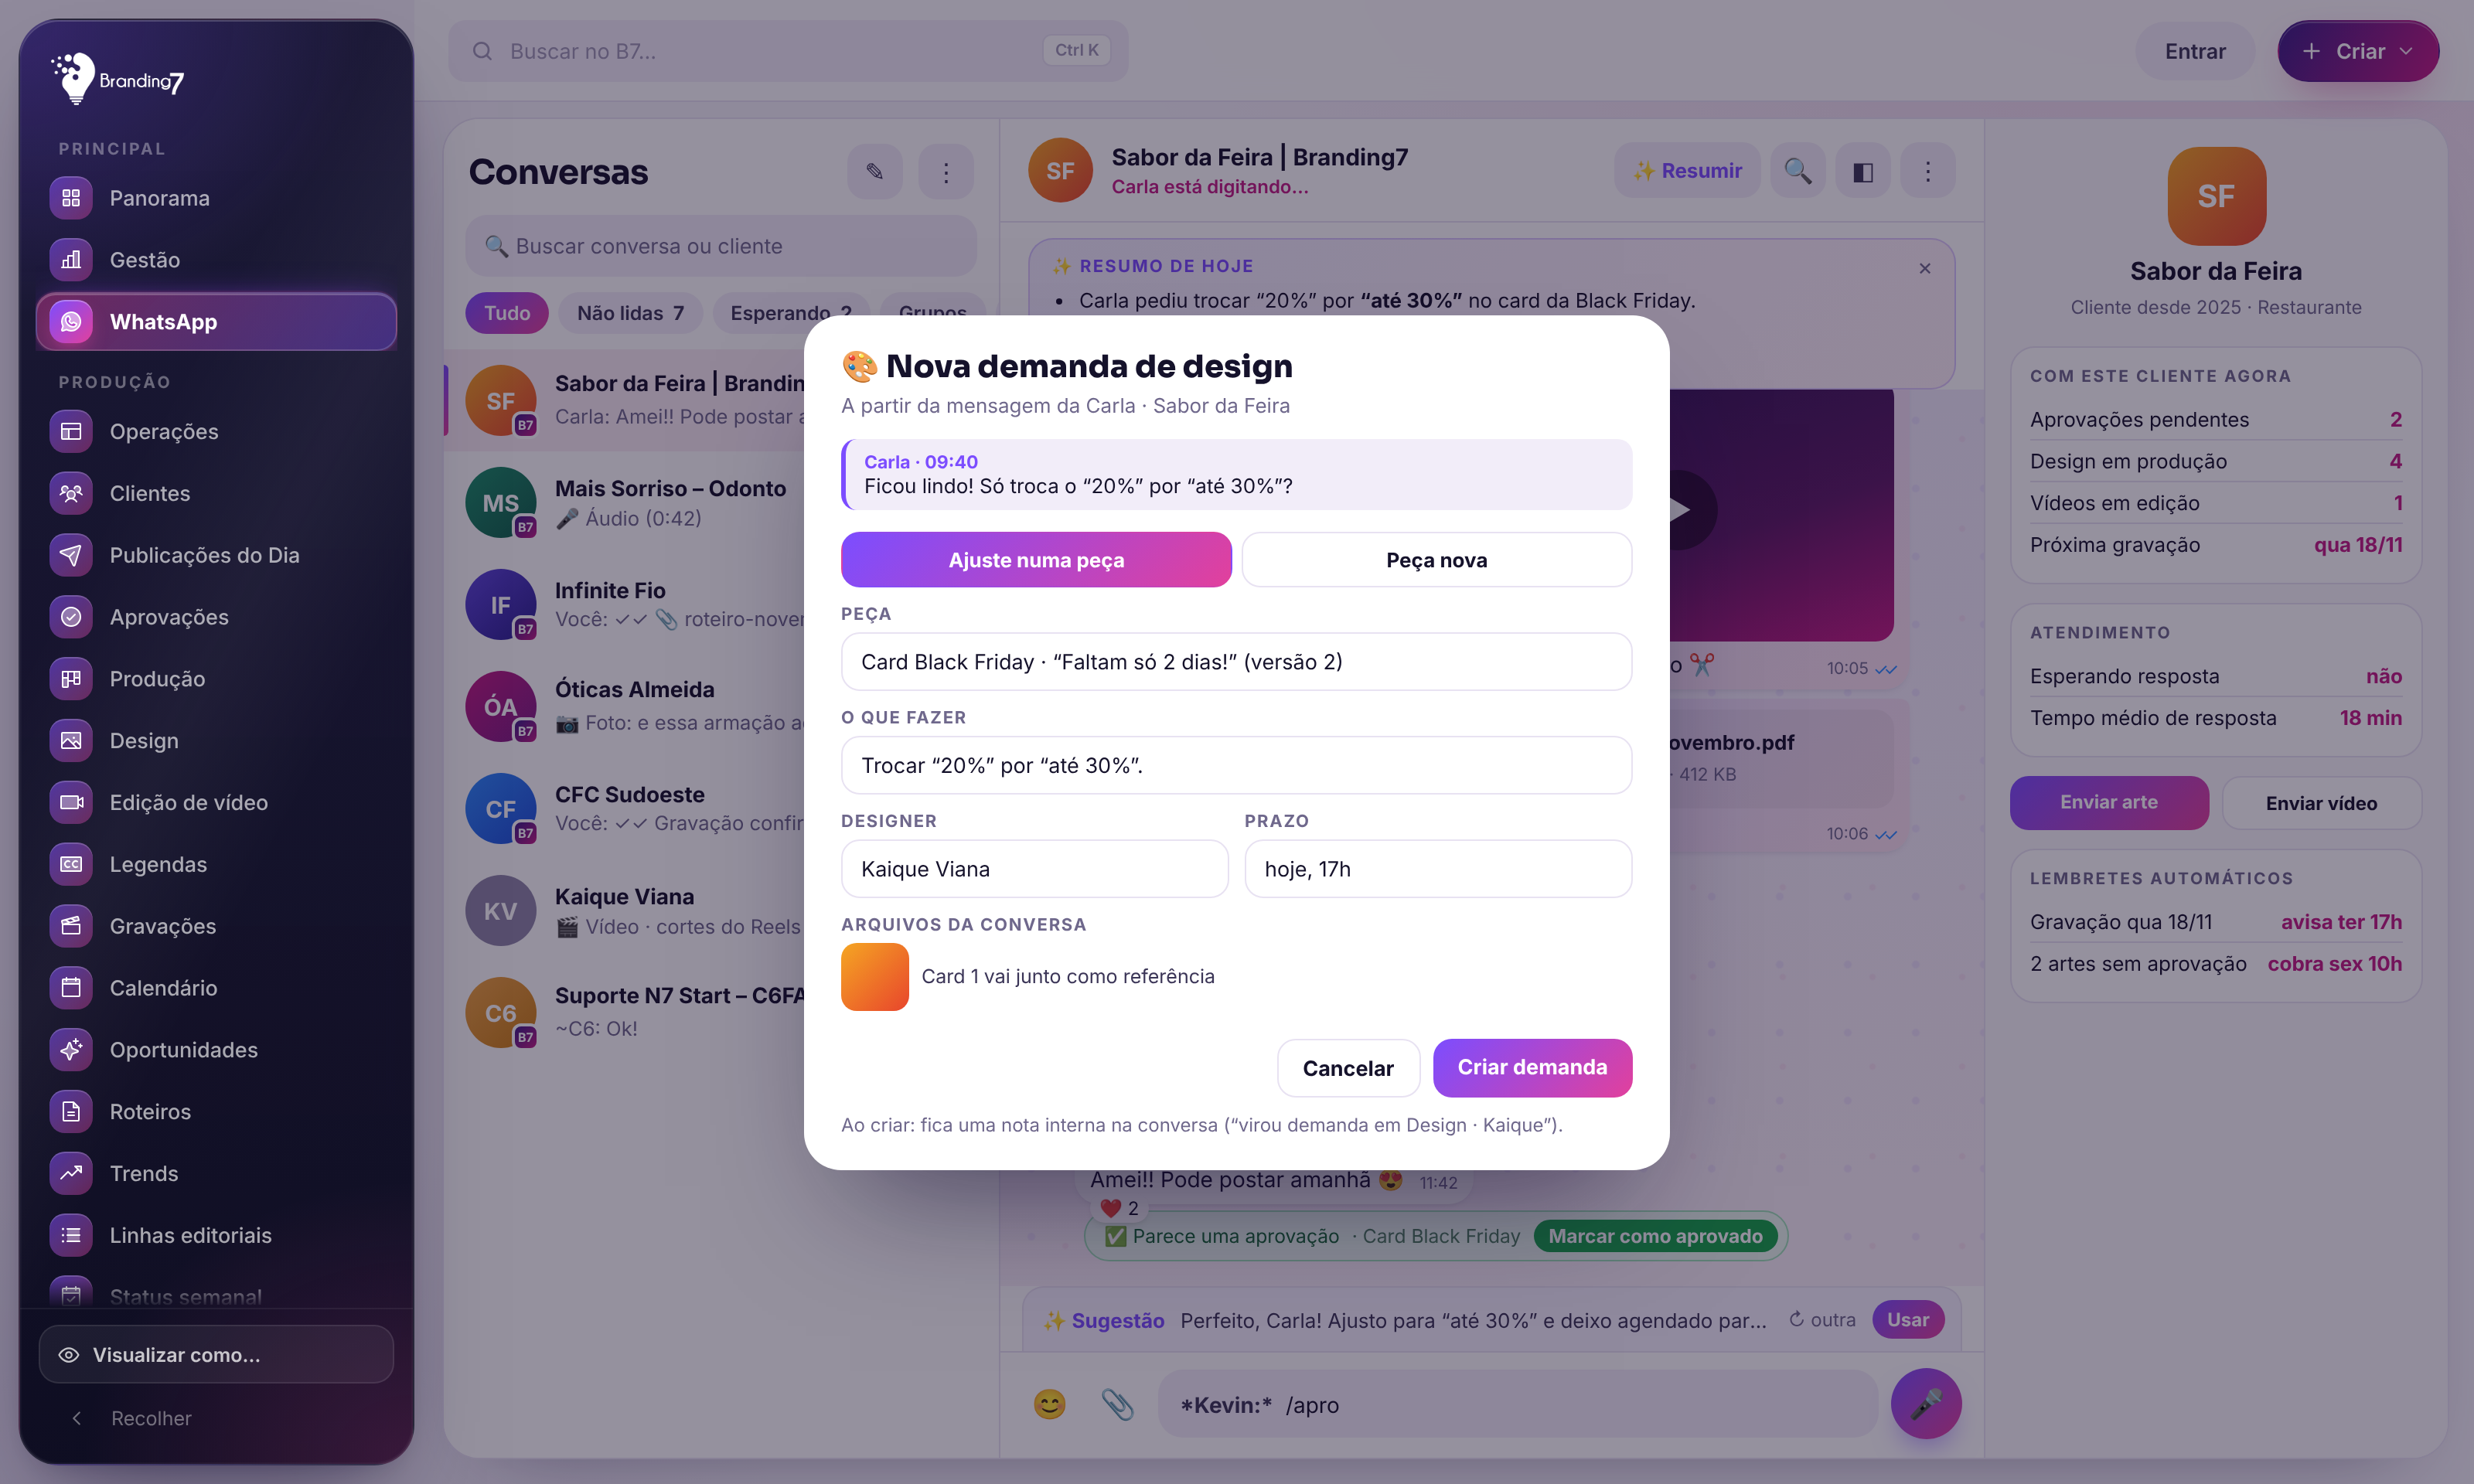 Branding7
PRINCIPAL
Panorama
Gestão
WhatsApp
PRODUÇÃO
Operações
Clientes
Publicações do Dia
Aprovações
Produção
Design
Edição de vídeo
CC
Legendas
Gravações
Calendário
Oportunidades
Roteiros
Trends
Linhas editoriais
Status semanal
Visualizar como...
Recolher
Buscar no B7...
Ctrl K
Entrar
+ Criar
Conversas
Buscar conversa ou cliente
Tudo
Não lidas 7
Esperando 2
Grupos
SF
B7
Sabor da Feira | Brandin
Carla: Amei!! Pode postar a
MS
B7
Mais Sorriso – Odonto
Áudio (0:42)
IF
B7
Infinite Fio
Você: ✓✓ 📎 roteiro-nover
ÓA
B7
Óticas Almeida
📷 Foto: e essa armação a
CF
B7
CFC Sudoeste
Você: ✓✓ Gravação confir
KV
Kaique Viana
🎬 Vídeo · cortes do Reels
C6
B7
Suporte N7 Start – C6FA
~C6: Ok!
SF
Sabor da Feira | Branding7
Carla está digitando...
✨ Resumir
✨ RESUMO DE HOJE
×
• Carla pediu trocar “20%” por “até 30%” no card da Black Friday.
🎨 Nova demanda de design
A partir da mensagem da Carla · Sabor da Feira
Carla · 09:40
Ficou lindo! Só troca o “20%” por “até 30%”?
Ajuste numa peça
Peça nova
PEÇA
Card Black Friday · “Faltam só 2 dias!” (versão 2)
O QUE FAZER
Trocar “20%” por “até 30%”.
DESIGNER
PRAZO
Kaique Viana
hoje, 17h
ARQUIVOS DA CONVERSA
Card 1 vai junto como referência
Cancelar
Criar demanda
Ao criar: fica uma nota interna na conversa (“virou demanda em Design · Kaique”).
o ✂️
10:05 ✓✓
ovembro.pdf
· 412 KB
10:06 ✓✓
Amei!! Pode postar amanhã 😍 11:42
❤️ 2
✅ Parece uma aprovação · Card Black Friday
Marcar como aprovado
✨ Sugestão Perfeito, Carla! Ajusto para “até 30%” e deixo agendado par...
↻ outra
Usar
*Kevin:* /apro
SF
Sabor da Feira
Cliente desde 2025 · Restaurante
COM ESTE CLIENTE AGORA
Aprovações pendentes 2
Design em produção 4
Vídeos em edição 1
Próxima gravação qua 18/11
ATENDIMENTO
Esperando resposta não
Tempo médio de resposta 18 min
Enviar arte
Enviar vídeo
LEMBRETES AUTOMÁTICOS
Gravação qua 18/11 avisa ter 17h
2 artes sem aprovação cobra sex 10h